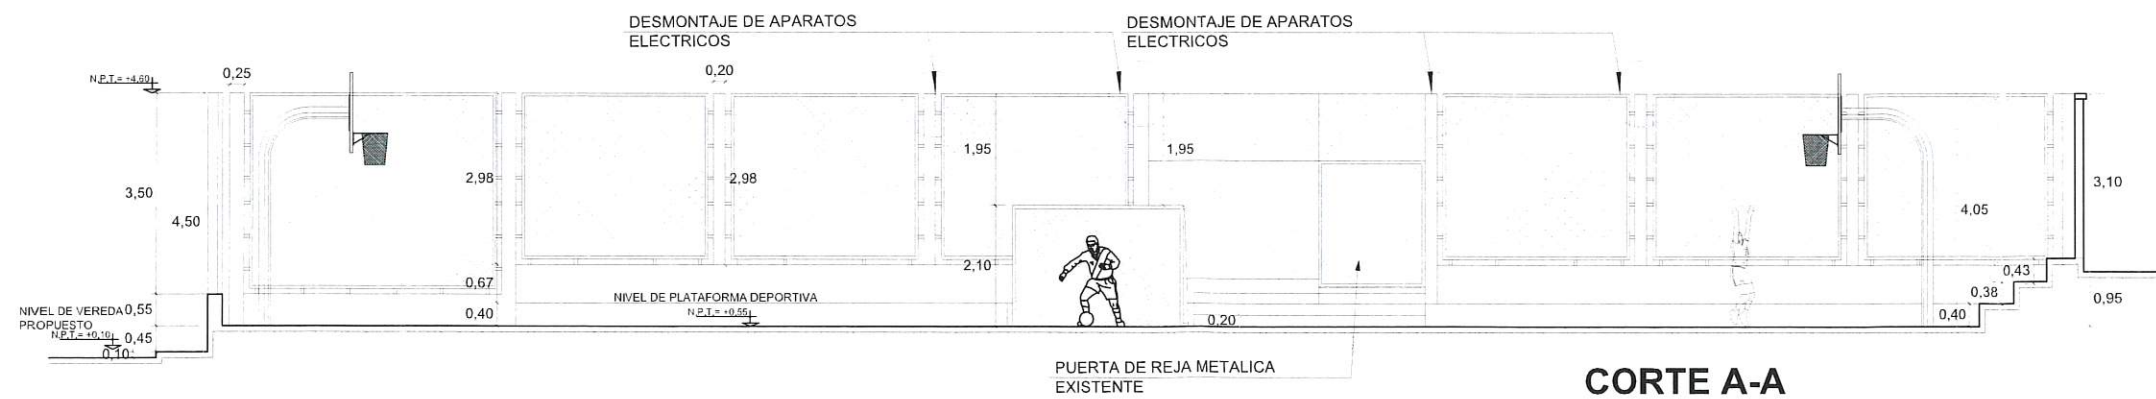 DESMONTAJE DE APARATOS
ELECTRICOS
DESMONTAJE DE APARATOS
ELECTRICOS
0,25
0,20
N.P.T.= +4,60
1,95
1,95
2,98
2,98
3,50
3,10
4,50
4,05
2,10
0,43
0,67
0,38
NIVEL DE PLATAFORMA DEPORTIVA
N.P.T.= +0,55
0,95
NIVEL DE VEREDA
PROPUESTO
N.P.T.= +0,10
0,55
0,40
0,20
0,40
0,45
0,10
PUERTA DE REJA METALICA
EXISTENTE
CORTE A-A